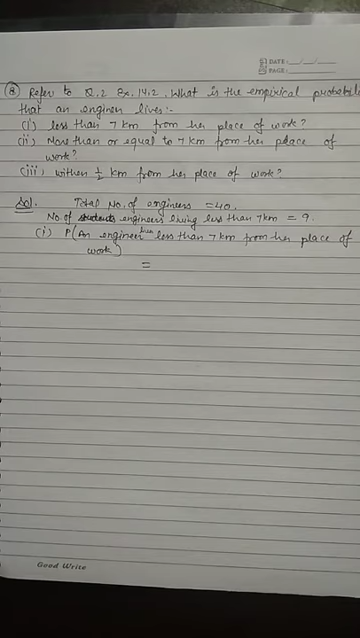 DATE: __/__/__
PAGE:
(8) Refer to Q.2 Ex. 14.2. What is the empirical probabil
that an engineer lives:-
(i) less than 7 km from her place of work?
(ii) More than or equal to 7 km from her place of
work?
(iii) within ½ km from her place of work?
Sol. Total No. of engineers = 40.
No of engineers living less than 7km = 9.
(i) P(An engineer lives less than 7 km from her place of
work)
=
Good Write